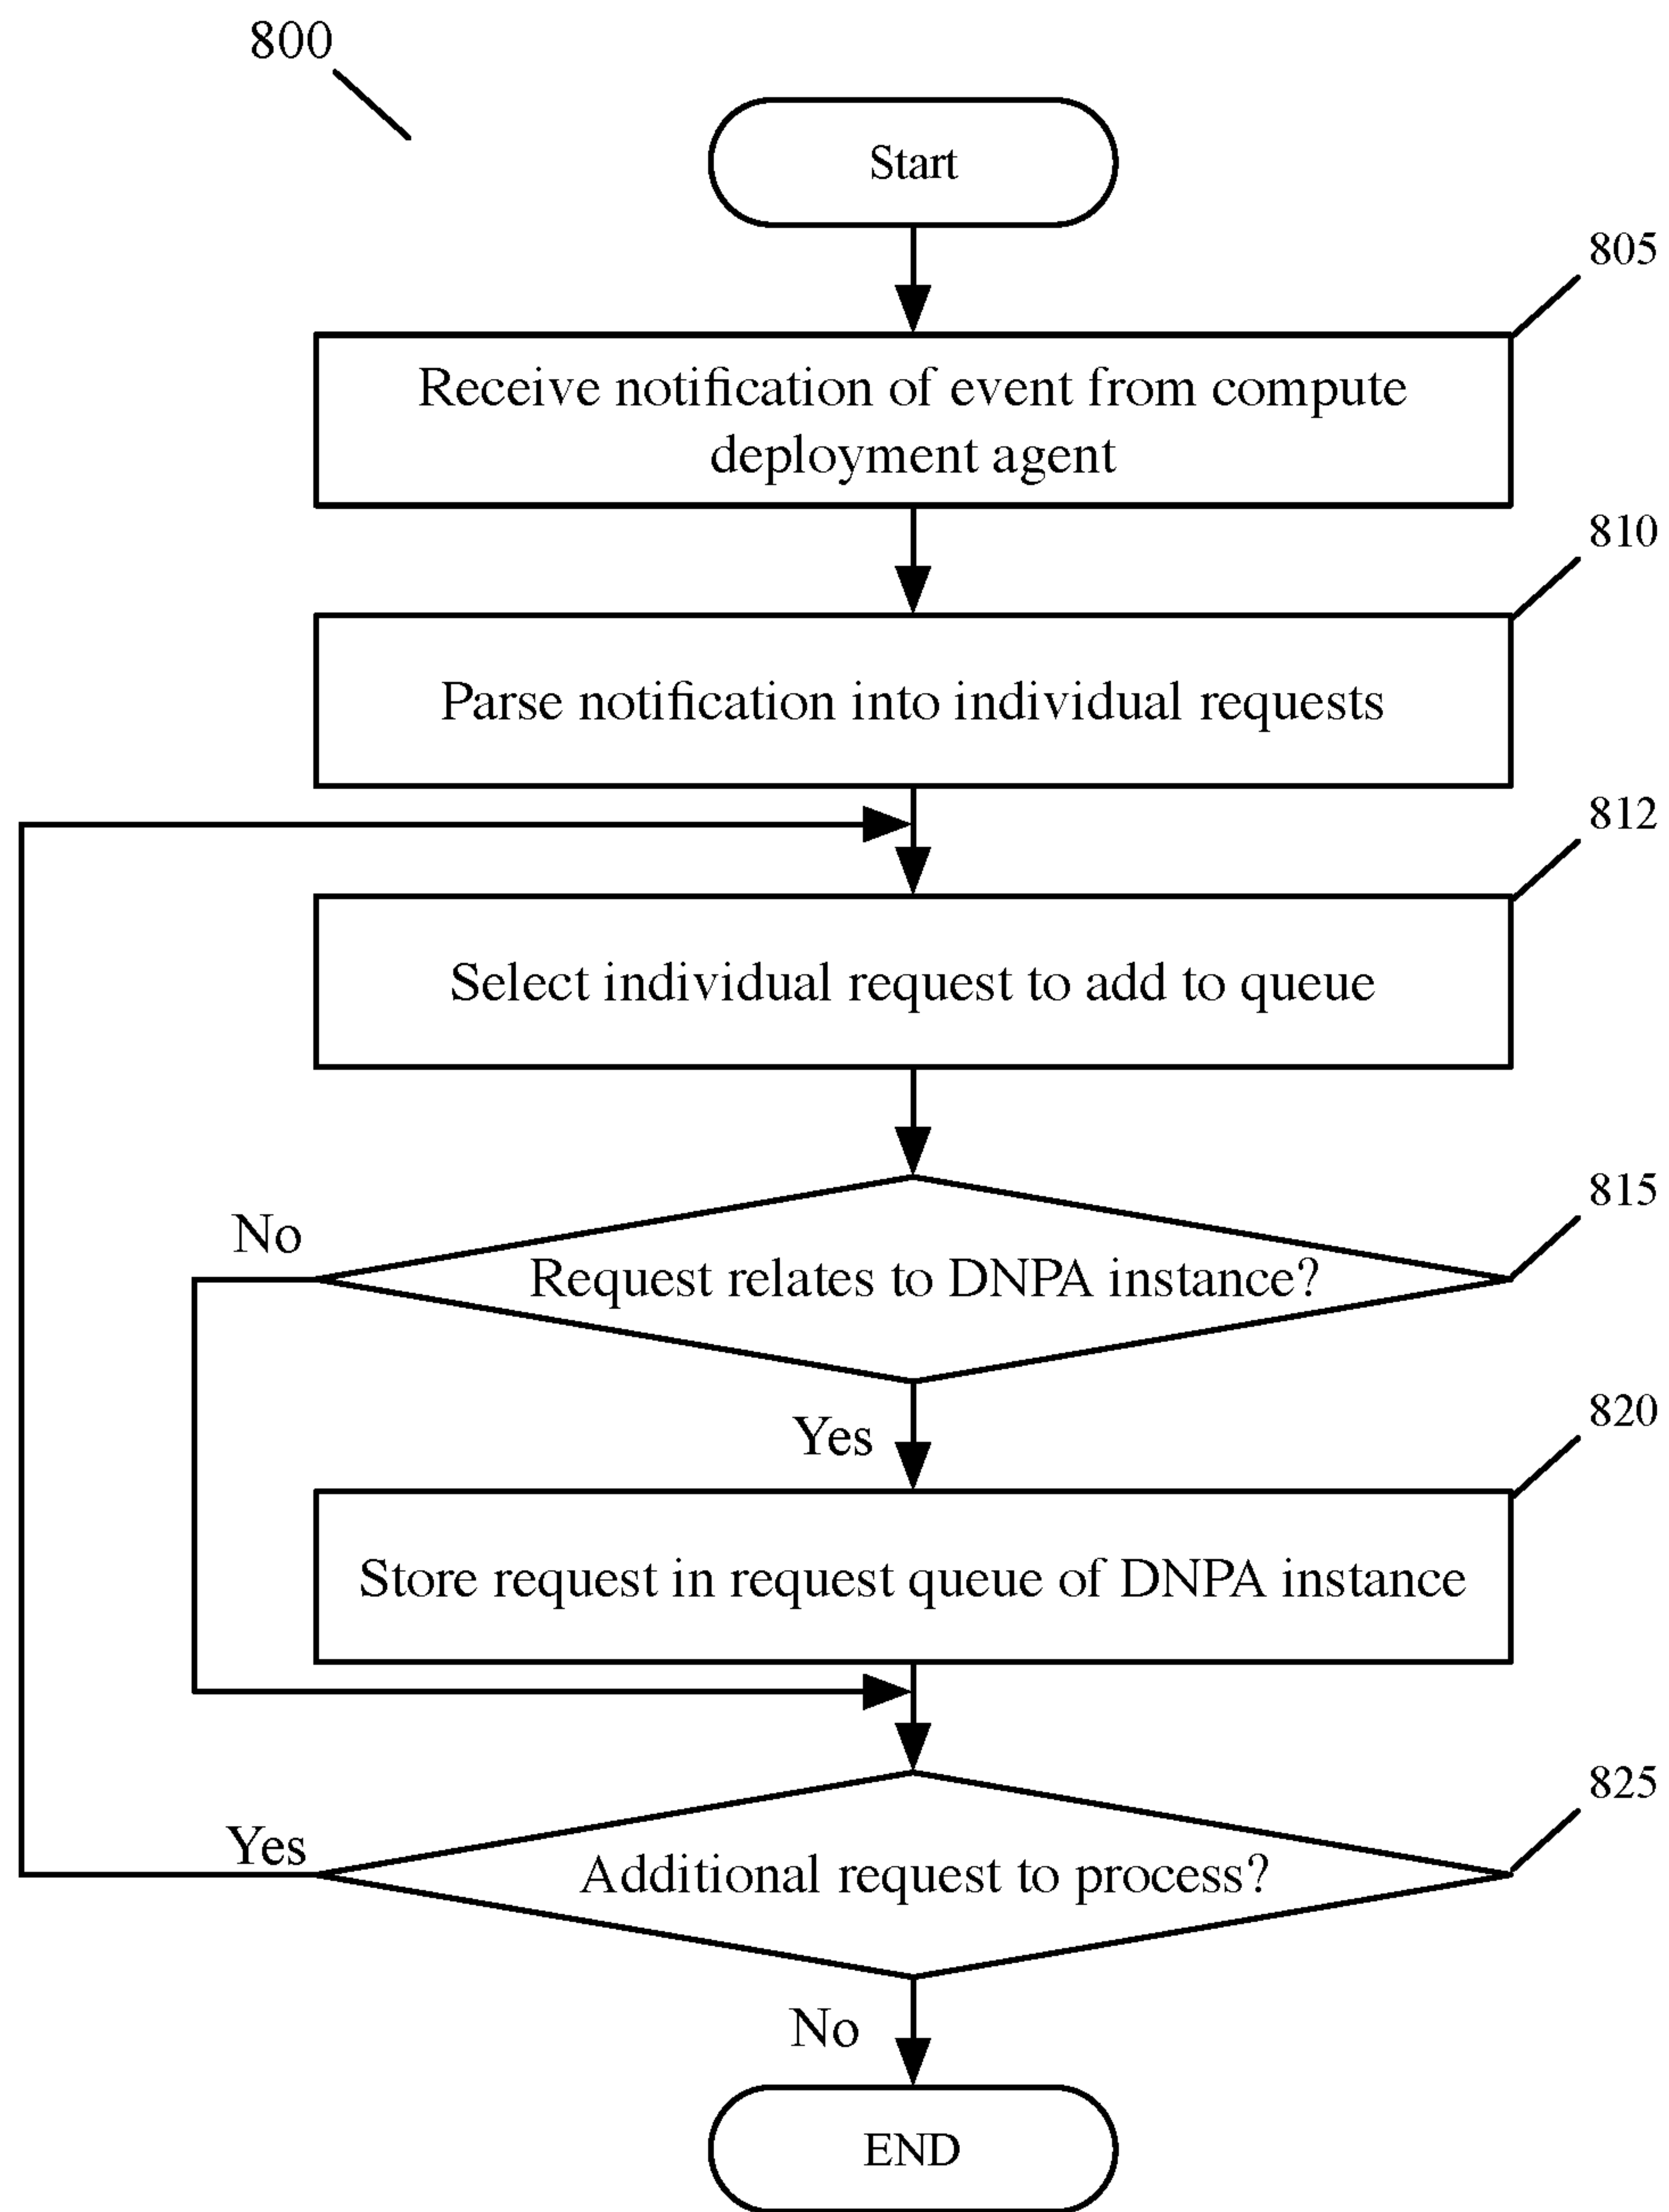 800
Start
805
Receive notification of event from compute
deployment agent
810
Parse notification into individual requests
812
Select individual request to add to queue
815
No
Request relates to DNPA instance?
Yes
820
Store request in request queue of DNPA instance
825
Yes
Additional request to process?
No
END